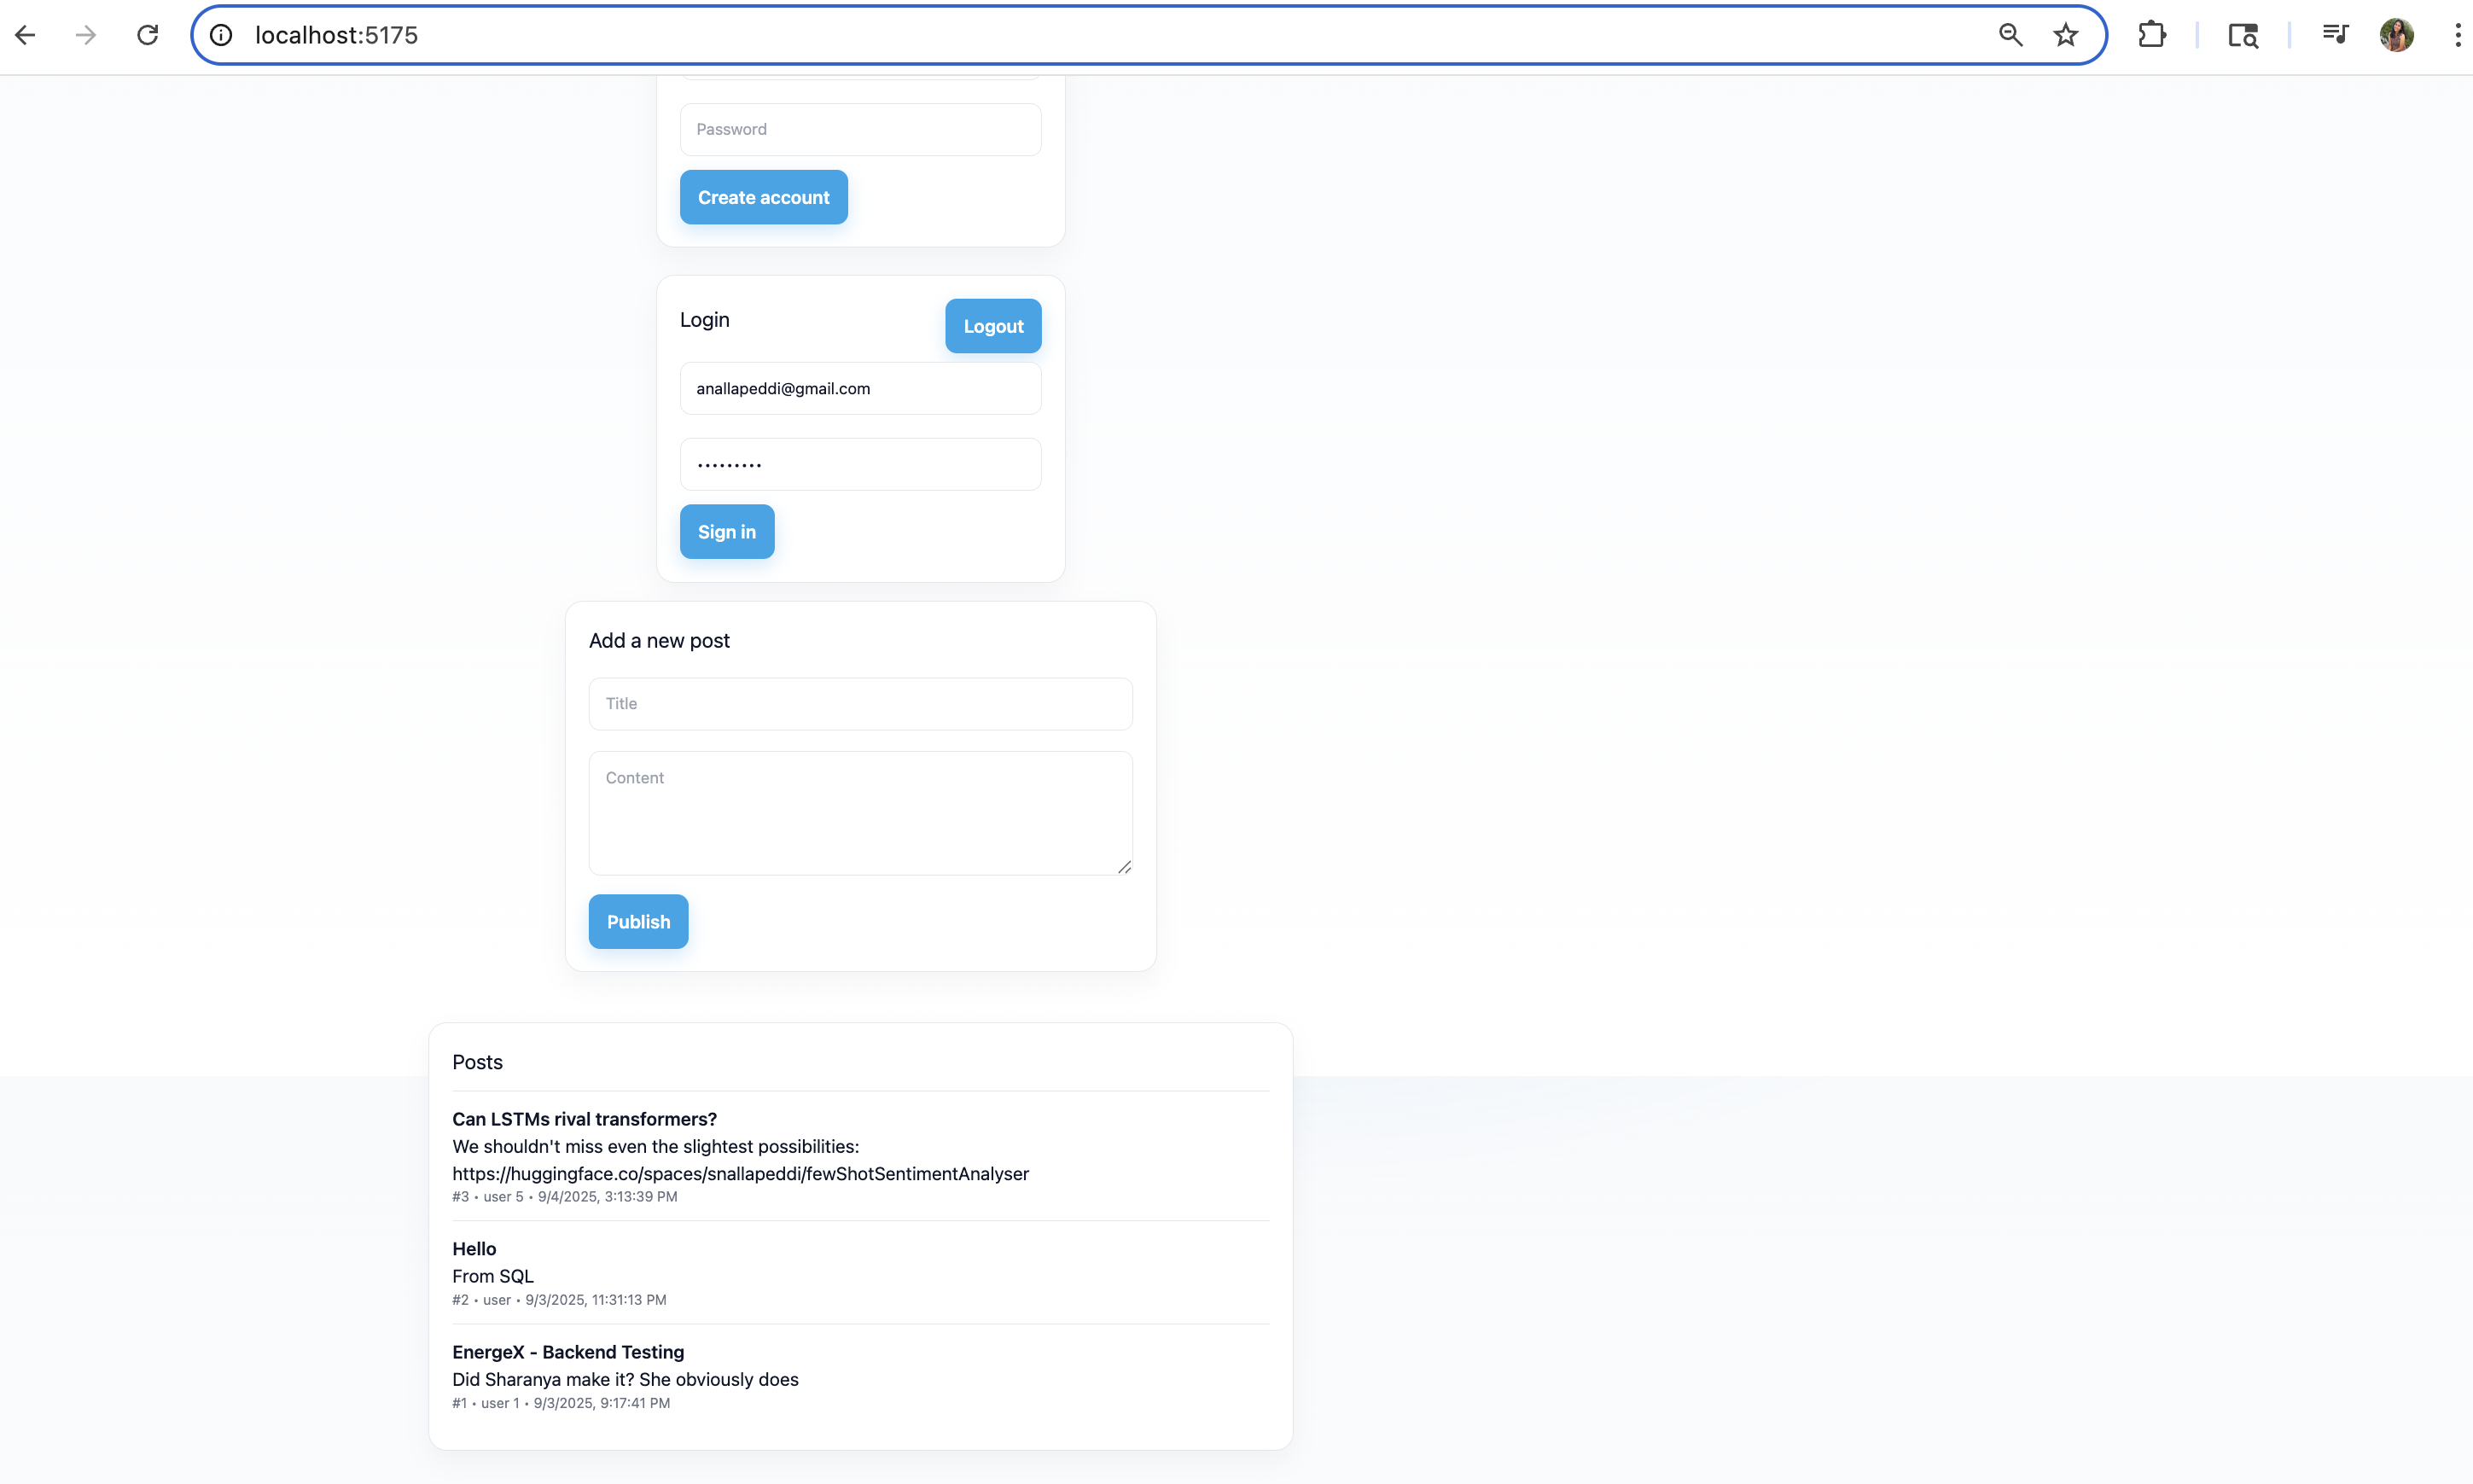 localhost:5175
Password
Create account
Login
Logout
anallapeddi@gmail.com
•••••••••
Sign in
Add a new post
Title
Content
Publish
Posts
Can LSTMs rival transformers?
We shouldn't miss even the slightest possibilities:
https://huggingface.co/spaces/snallapeddi/fewShotSentimentAnalyser
#3 • user 5 • 9/4/2025, 3:13:39 PM
Hello
From SQL
#2 • user • 9/3/2025, 11:31:13 PM
EnergeX - Backend Testing
Did Sharanya make it? She obviously does
#1 • user 1 • 9/3/2025, 9:17:41 PM